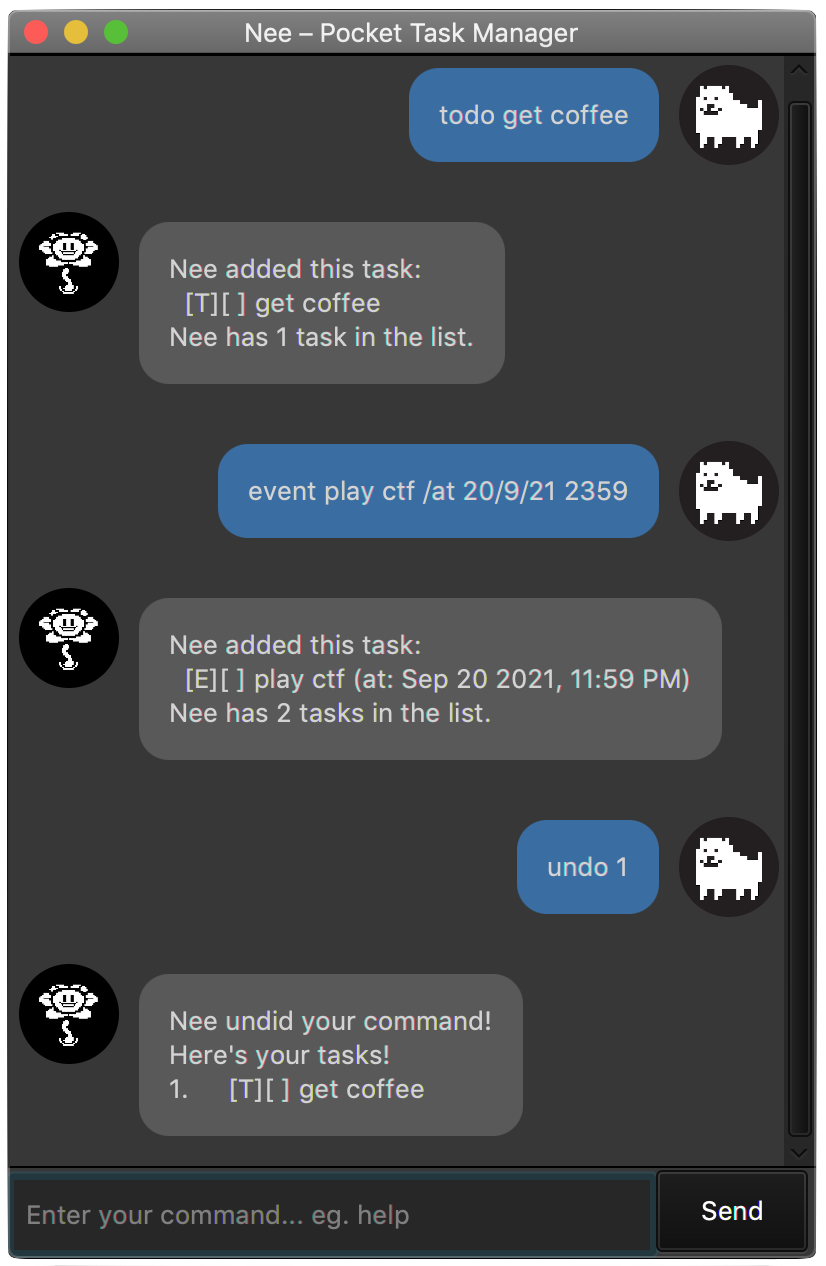 Nee – Pocket Task Manager
todo get coffee
Nee added this task:
[T][ ] get coffee
Nee has 1 task in the list.
event play ctf /at 20/9/21 2359
Nee added this task:
[E][ ] play ctf (at: Sep 20 2021, 11:59 PM)
Nee has 2 tasks in the list.
undo 1
Nee undid your command!
Here's your tasks!
1. [T][ ] get coffee
Enter your command... eg. help
Send